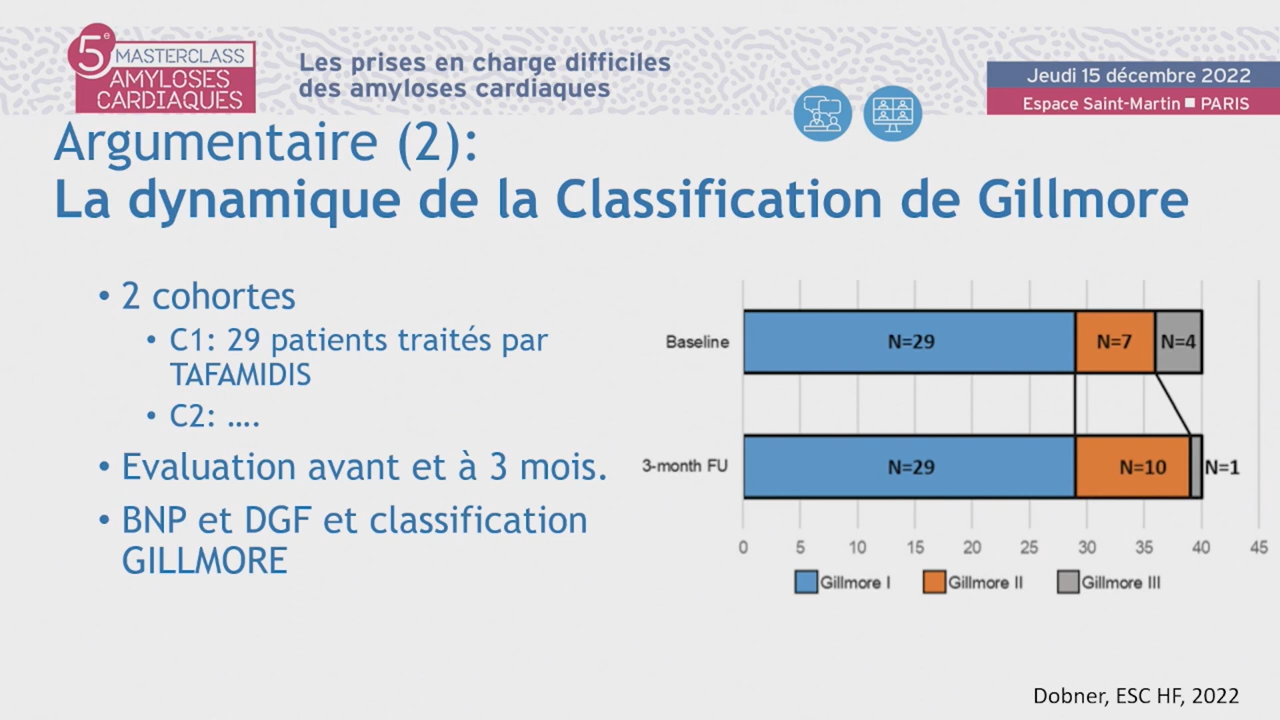 5e MASTERCLASS
AMYLOSES
CARDIAQUES
Les prises en charge difficiles
des amyloses cardiaques
Jeudi 15 décembre 2022
Espace Saint-Martin ■ PARIS
Argumentaire (2):
La dynamique de la Classification de Gillmore
• 2 cohortes
• C1: 29 patients traités par
TAFAMIDIS
• C2: ....
• Evaluation avant et à 3 mois.
• BNP et DGF et classification
GILLMORE
Baseline N=29 N=7 N=4
3-month FU N=29 N=10 N=1
0 5 10 15 20 25 30 35 40 45
Gillmore I Gillmore II Gillmore III
Dobner, ESC HF, 2022